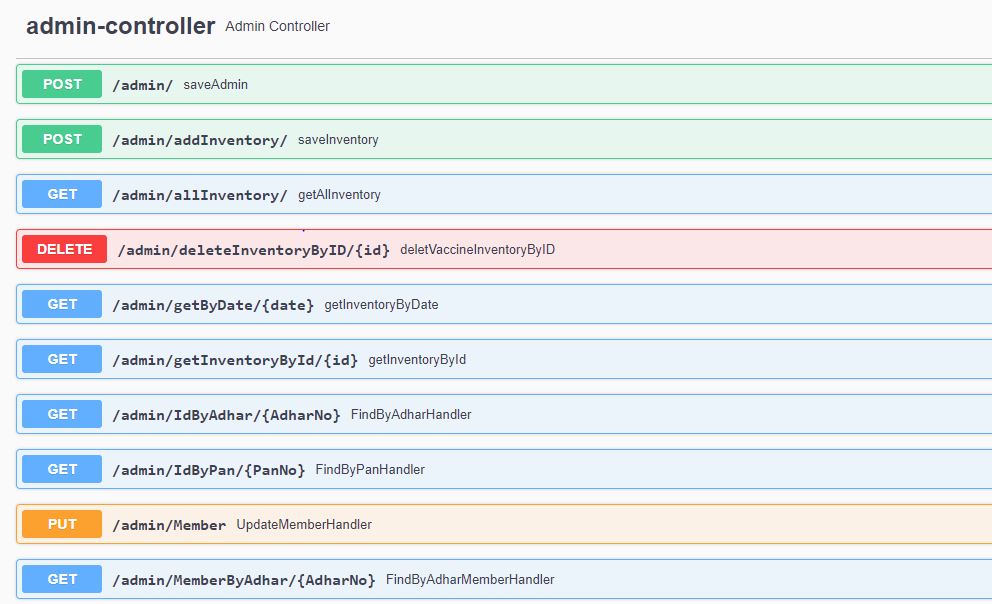 admin-controller Admin Controller
POST /admin/ saveAdmin
POST /admin/addInventory/ saveInventory
GET /admin/allInventory/ getAllInventory
DELETE /admin/deleteInventoryByID/{id} deletVaccineInventoryByID
GET /admin/getByDate/{date} getInventoryByDate
GET /admin/getInventoryById/{id} getInventoryById
GET /admin/IdByAdhar/{AdharNo} FindByAdharHandler
GET /admin/IdByPan/{PanNo} FindByPanHandler
PUT /admin/Member UpdateMemberHandler
GET /admin/MemberByAdhar/{AdharNo} FindByAdharMemberHandler